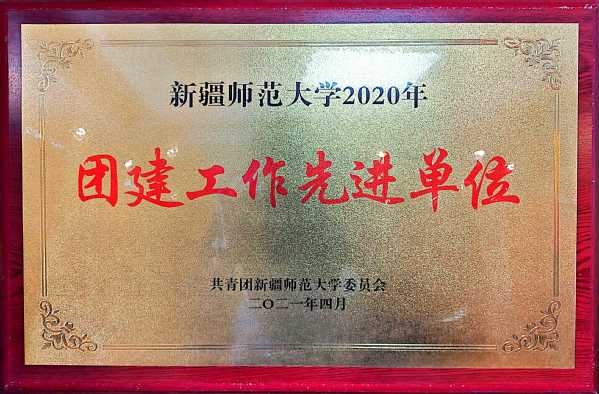 新疆师范大学2020年
团建工作先进单位
共青团新疆师范大学委员会
二〇二一年四月